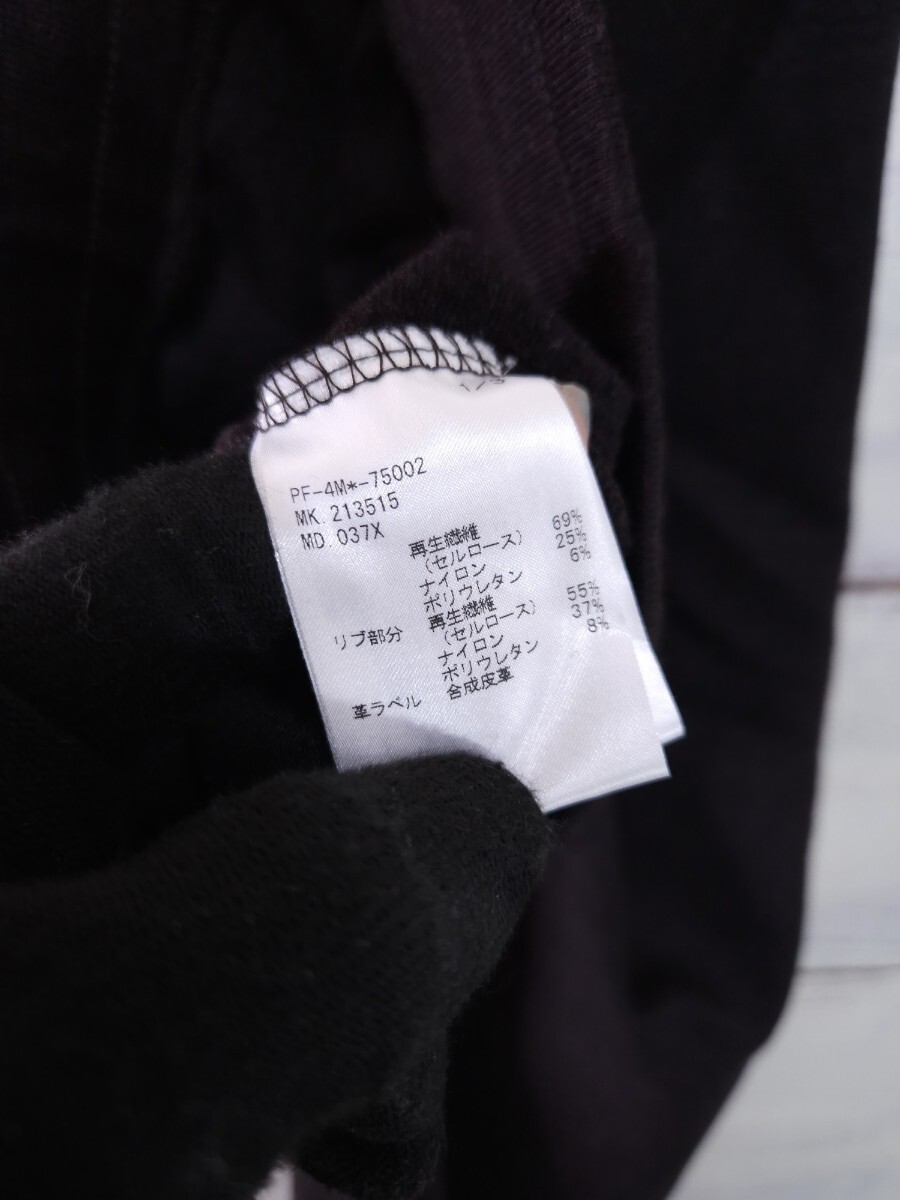 1/3
PF-4M*-75002
MK.213515
MD.037X
再生繊維 69%
(セルロース)
ナイロン 25%
ポリウレタン 6%
リブ部分 再生繊維 55%
(セルロース)
ナイロン 37%
ポリウレタン 8%
革ラベル 合成皮革